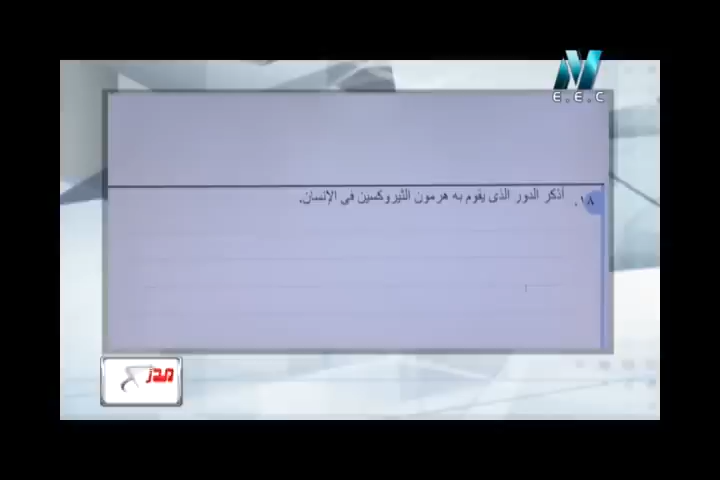 E.E.C
١٨. أذكر الدور الذى يقوم به هرمون الثيروكسين فى الإنسان.